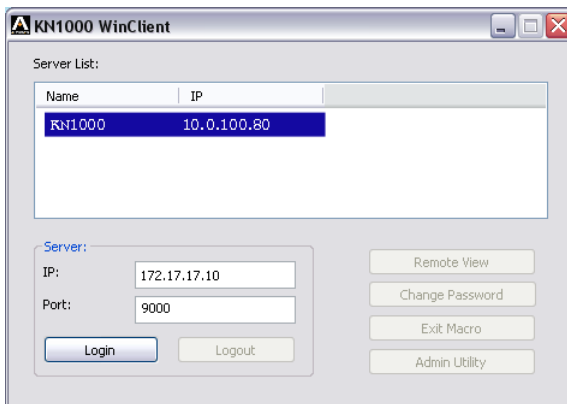 KN1000 WinClient
Server List:
Name IP
KN1000 10.0.100.80
Server:
IP: 172.17.17.10
Port: 9000
Login Logout
Remote View
Change Password
Exit Macro
Admin Utility